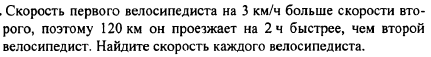 . Скорость первого велосипедиста на 3 км/ч больше скорости вто-
рого, поэтому 120 км он проезжает на 2 ч быстрее, чем второй
велосипедист. Найдите скорость каждого велосипедиста.